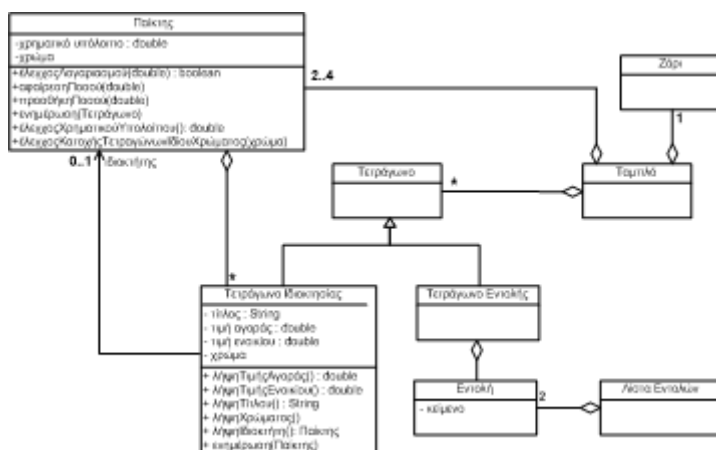 Παίκτης
-χρηματικό υπόλοιπο : double
-χρώμα
+έλεγχοςΛογαριασμού(double) : boolean
+αφαίρεσηΠοσού(double)
+προσθήκηΠοσού(double)
+ενημέρωση(Τετράγωνο)
+έλεγχοςΧρηματικούΥπολοίπου() : double
+έλεγχοςΚατοχήςΤετραγώνωνΙδίουΧρώματος(χρώμα)
2..4
Ζάρι
1
0..1 ιδιοκτήτης
Τετράγωνο
*
Ταμπλό
*
Τετράγωνο Ιδιοκτησίας
- τίτλος : String
- τιμή αγοράς : double
- τιμή ενοικίου : double
- χρώμα
+ λήψηΤιμήςΑγοράς() : double
+ λήψηΤιμήςΕνοικίου() : double
+ λήψηΤίτλου() : String
+ λήψηΧρώματος()
+ λήψηΙδιοκτήτη() : Παίκτης
+ ενημέρωση(Παίκτης)
Τετράγωνο Εντολής
Εντολή
- κείμενο
2
Λίστα Εντολών